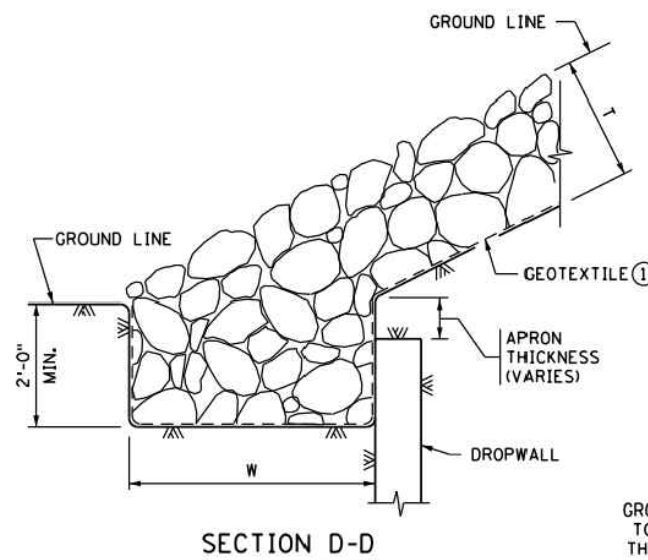 GROUND LINE
T
GROUND LINE
GEOTEXTILE ①
APRON
THICKNESS
(VARIES)
2'-0"
MIN.
W
DROPWALL
SECTION D-D